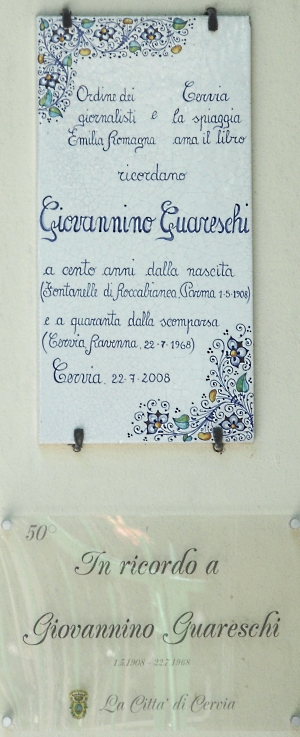 Ordine dei giornalisti Emilia Romagna e Cervia la spiaggia ama il libro
ricordano
Giovannino Guareschi
a cento anni dalla nascita
(Fontanelle di Roccabianca, Parma 1·5·1908)
e a quaranta dalla scomparsa
(Cervia Ravenna, 22·7·1968)
Cervia, 22·7·2008
50°
In ricordo a
Giovannino Guareschi
1.5.1908 - 22.7.1968
La Citta' di Cervia